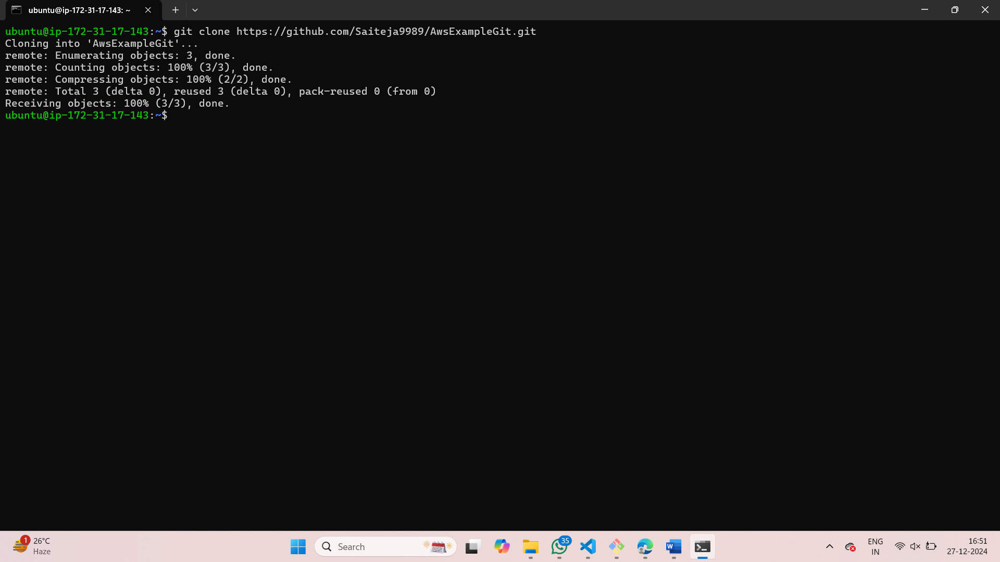 ubuntu@ip-172-31-17-143: ~
ubuntu@ip-172-31-17-143:~$ git clone https://github.com/Saiteja9989/AwsExampleGit.git
Cloning into 'AwsExampleGit'...
remote: Enumerating objects: 3, done.
remote: Counting objects: 100% (3/3), done.
remote: Compressing objects: 100% (2/2), done.
remote: Total 3 (delta 0), reused 3 (delta 0), pack-reused 0 (from 0)
Receiving objects: 100% (3/3), done.
ubuntu@ip-172-31-17-143:~$
1
26°C
Haze
Search
35
W
ENG
IN
16:51
27-12-2024